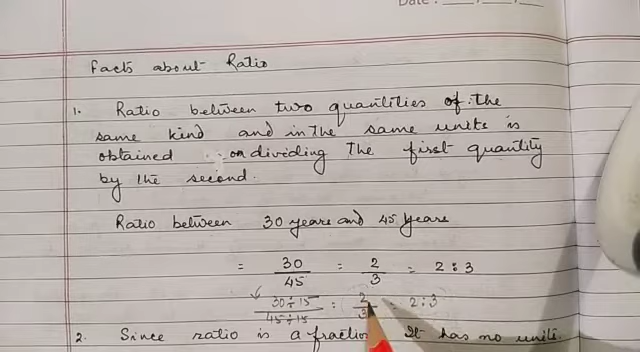 Date :
Facts about Ratio
1. Ratio between two quantities of the
same kind and in the same units is
obtained on dividing the first quantity
by the second.
Ratio between 30 years and 45 years
= 30/45 = 2/3 = 2:3
30÷15/45÷15 = 2/3 = 2:3
2. Since ratio is a fraction It has no units.